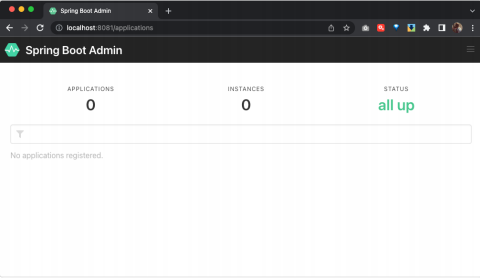 Spring Boot Admin
localhost:8081/applications
Spring Boot Admin
APPLICATIONS INSTANCES STATUS
0 0 all up
No applications registered.